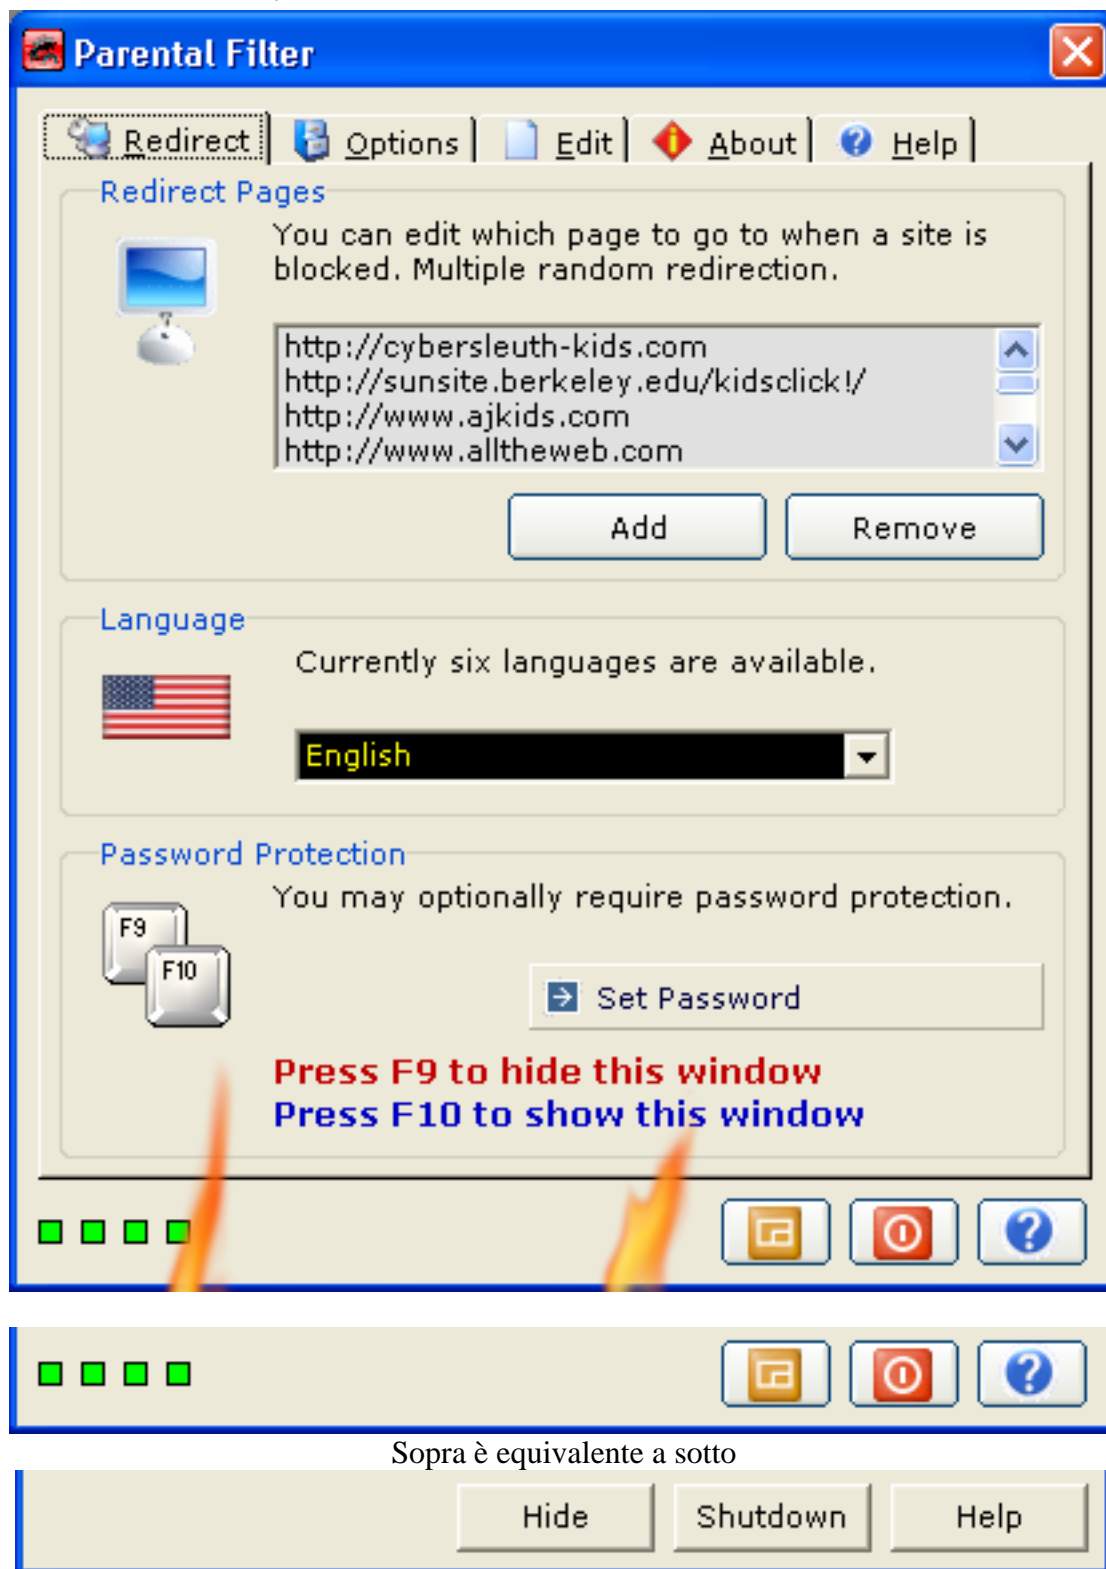 Parental Filter
Redirect Options Edit About Help
Redirect Pages
You can edit which page to go to when a site is
blocked. Multiple random redirection.
http://cybersleuth-kids.com
http://sunsite.berkeley.edu/kidsclick!/
http://www.ajkids.com
http://www.alltheweb.com
Add Remove
Language
Currently six languages are available.
English
Password Protection
You may optionally require password protection.
F9
F10
Set Password
Press F9 to hide this window
Press F10 to show this window
Sopra è equivalente a sotto
Hide Shutdown Help